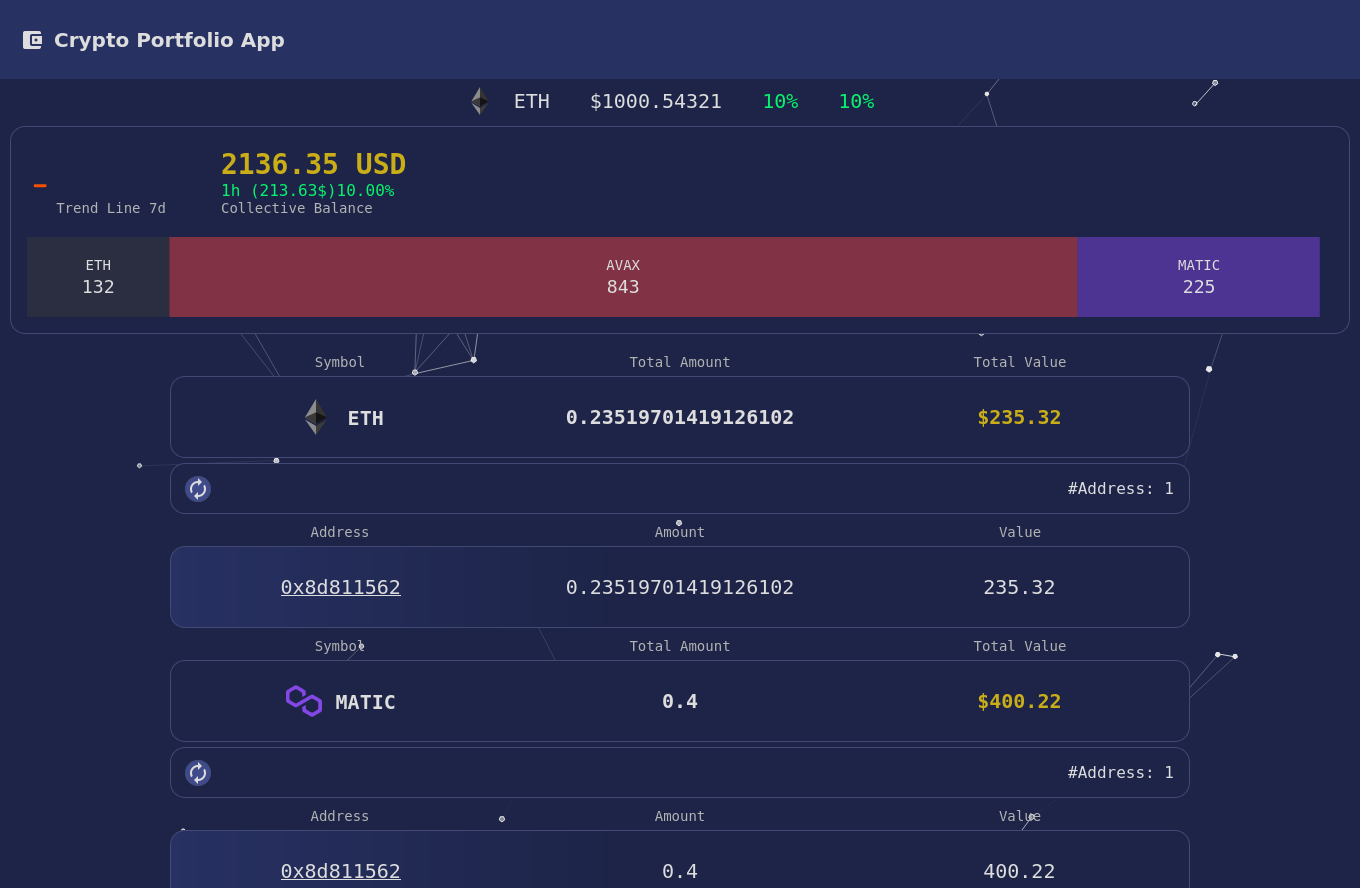 Crypto Portfolio App
ETH $1000.54321 10% 10%
2136.35 USD
1h (213.63$)10.00%
Trend Line 7d Collective Balance
ETH AVAX MATIC
132 843 225
Symbol Total Amount Total Value
ETH 0.23519701419126102 $235.32
#Address: 1
Address Amount Value
0x8d811562 0.23519701419126102 235.32
Symbol Total Amount Total Value
MATIC 0.4 $400.22
#Address: 1
Address Amount Value
0x8d811562 0.4 400.22